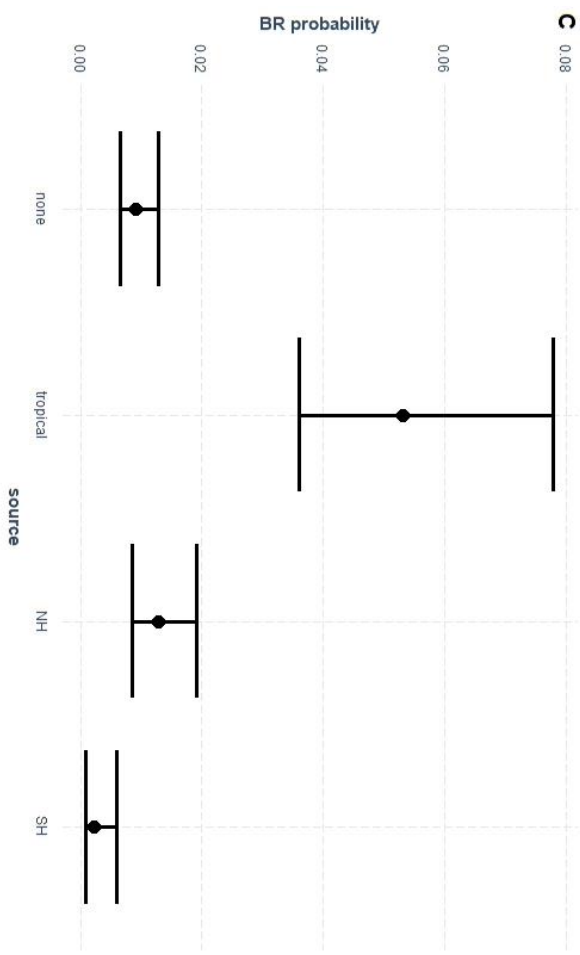 C
BR probability
0.08
0.06
0.04
0.02
0.00
none
tropical
NH
SH
source